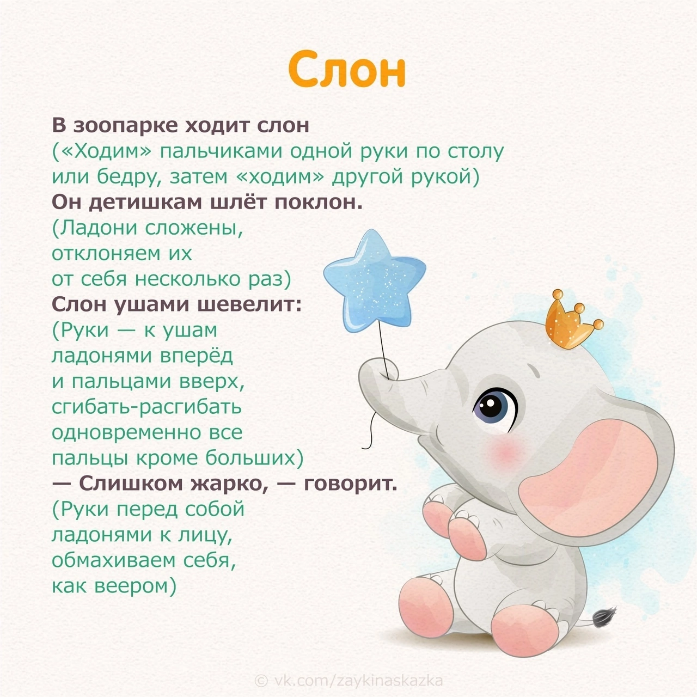 Слон
В зоопарке ходит слон
(«Ходим» пальчиками одной руки по столу
или бедру, затем «ходим» другой рукой)
Он детишкам шлёт поклон.
(Ладони сложены,
отклоняем их
от себя несколько раз)
Слон ушами шевелит:
(Руки — к ушам
ладонями вперёд
и пальцами вверх,
сгибать-разгибать
одновременно все
пальцы кроме больших)
— Слишком жарко, — говорит.
(Руки перед собой
ладонями к лицу,
обмахиваем себя,
как веером)
© vk.com/zaykinaskazka